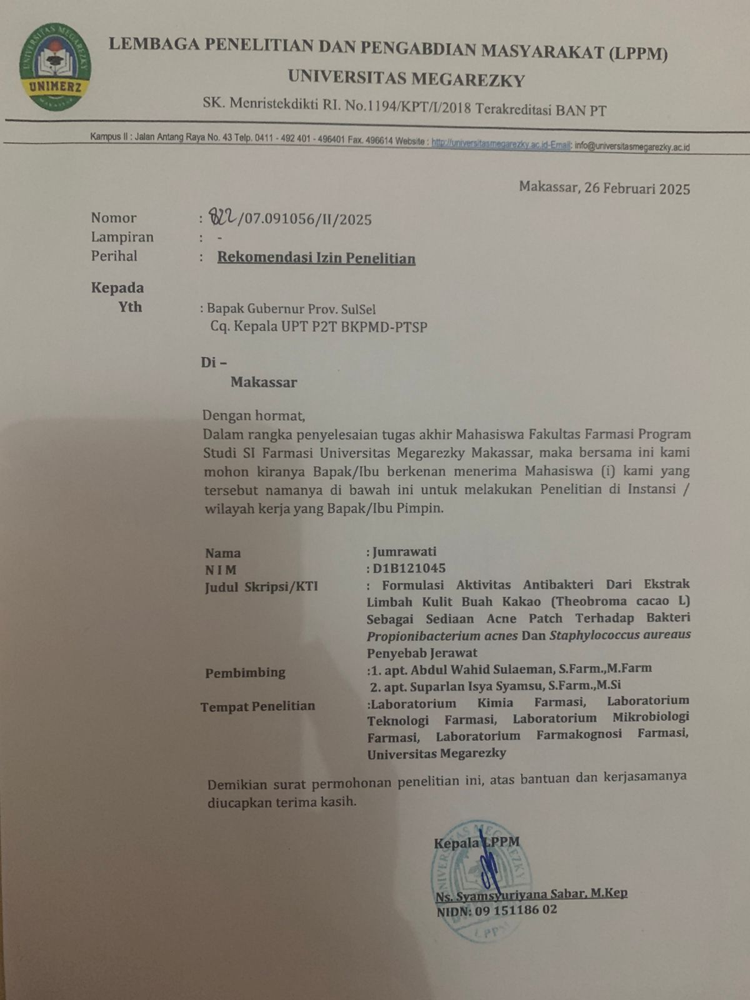 UNIVERSITAS MEGAREZKY
UNIMERZ
MAKASSAR
LEMBAGA PENELITIAN DAN PENGABDIAN MASYARAKAT (LPPM)
UNIVERSITAS MEGAREZKY
SK. Menristekdikti RI. No.1194/KPT/I/2018 Terakreditasi BAN PT
Kampus II : Jalan Antang Raya No. 43 Telp. 0411 - 492 401 - 496401 Fax. 496614 Website : http://universitasmegarezky.ac.id-Email: info@universitasmegarezky.ac.id
Makassar, 26 Februari 2025
Nomor : 822/07.091056/II/2025
Lampiran : -
Perihal : Rekomendasi Izin Penelitian
Kepada
Yth : Bapak Gubernur Prov. SulSel
Cq. Kepala UPT P2T BKPMD-PTSP
Di –
Makassar
Dengan hormat,
Dalam rangka penyelesaian tugas akhir Mahasiswa Fakultas Farmasi Program
Studi SI Farmasi Universitas Megarezky Makassar, maka bersama ini kami
mohon kiranya Bapak/Ibu berkenan menerima Mahasiswa (i) kami yang
tersebut namanya di bawah ini untuk melakukan Penelitian di Instansi /
wilayah kerja yang Bapak/Ibu Pimpin.
Nama : Jumrawati
N I M : D1B121045
Judul Skripsi/KTI : Formulasi Aktivitas Antibakteri Dari Ekstrak
Limbah Kulit Buah Kakao (Theobroma cacao L)
Sebagai Sediaan Acne Patch Terhadap Bakteri
Propionibacterium acnes Dan Staphylococcus aureaus
Penyebab Jerawat
Pembimbing :1. apt. Abdul Wahid Sulaeman, S.Farm.,M.Farm
2. apt. Suparlan Isya Syamsu, S.Farm.,M.Si
Tempat Penelitian :Laboratorium Kimia Farmasi, Laboratorium
Teknologi Farmasi, Laboratorium Mikrobiologi
Farmasi, Laboratorium Farmakognosi Farmasi,
Universitas Megarezky
Demikian surat permohonan penelitian ini, atas bantuan dan kerjasamanya
diucapkan terima kasih.
Kepala LPPM
Ns. Syamsyuriyana Sabar, M.Kep
NIDN: 09 151186 02
LPPM